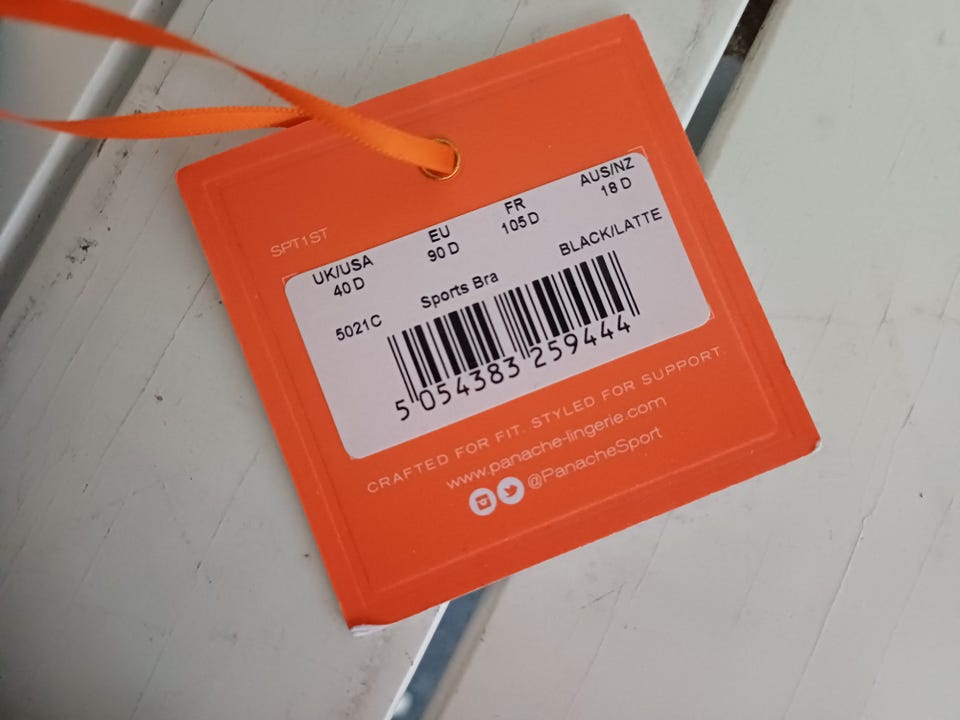 SPT1ST
UK/USA EU FR AUS/NZ
40 D 90 D 105 D 18 D
5021C Sports Bra BLACK/LATTE
5 054383 259444
CRAFTED FOR FIT. STYLED FOR SUPPORT.
www.panache-lingerie.com
@PanacheSport